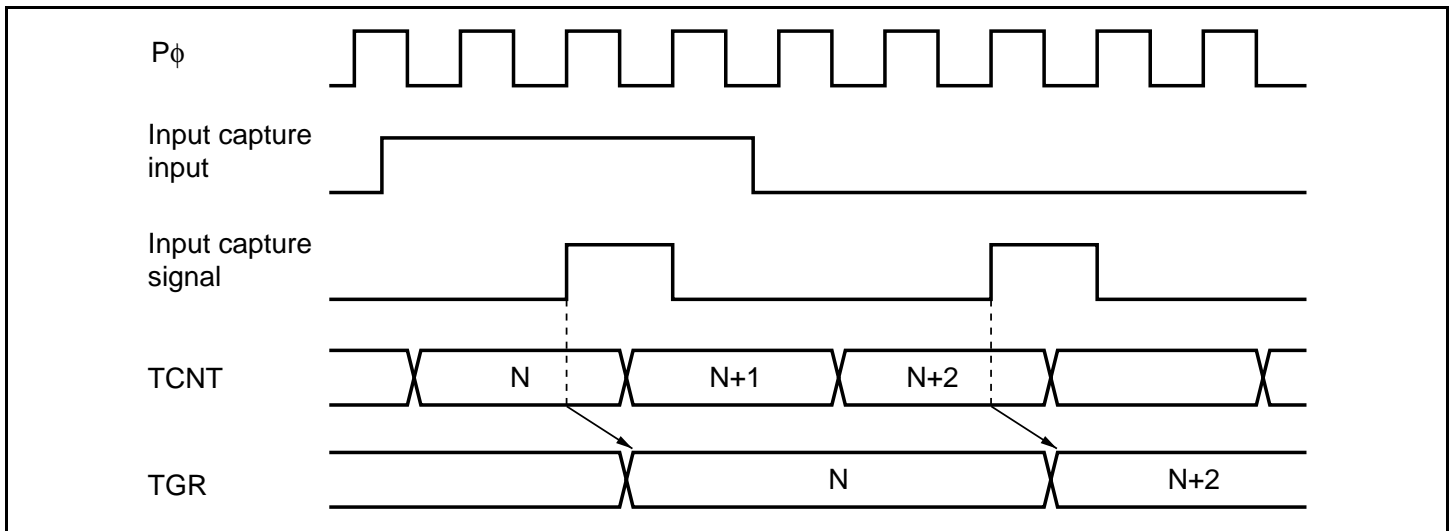 Pϕ
Input capture
input
Input capture
signal
TCNT
N
N+1
N+2
TGR
N
N+2